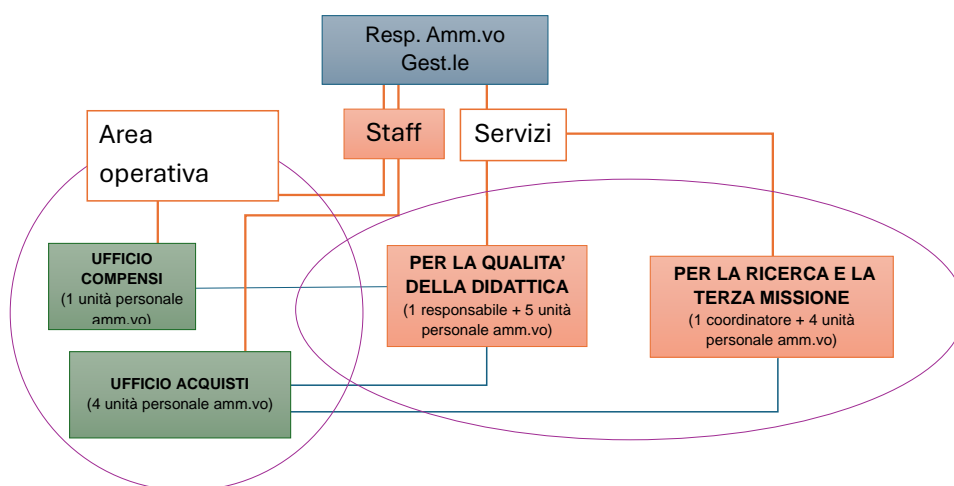 Resp. Amm.vo
Gest.le
Area
operativa
Staff
Servizi
UFFICIO
COMPENSI
(1 unità personale
amm.vo)
PER LA QUALITA’
DELLA DIDATTICA
(1 responsabile + 5 unità
personale amm.vo)
PER LA RICERCA E LA
TERZA MISSIONE
(1 coordinatore + 4 unità
personale amm.vo)
UFFICIO ACQUISTI
(4 unità personale amm.vo)